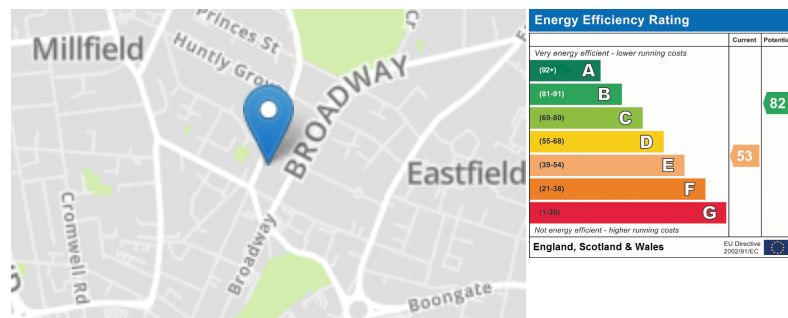 Millfield
Princes St
Huntly Grov
BROADWAY
Eastfield
Cromwell Rd
Broadway
Boongate
Energy Efficiency Rating
Current Potentia
Very energy efficient - lower running costs
(92+) A
(81-91) B
(69-80) C
(55-68) D
(39-54) E
(21-38) F
(1-20) G
82
53
Not energy efficient - higher running costs
England, Scotland & Wales
EU Directive
2002/91/EC